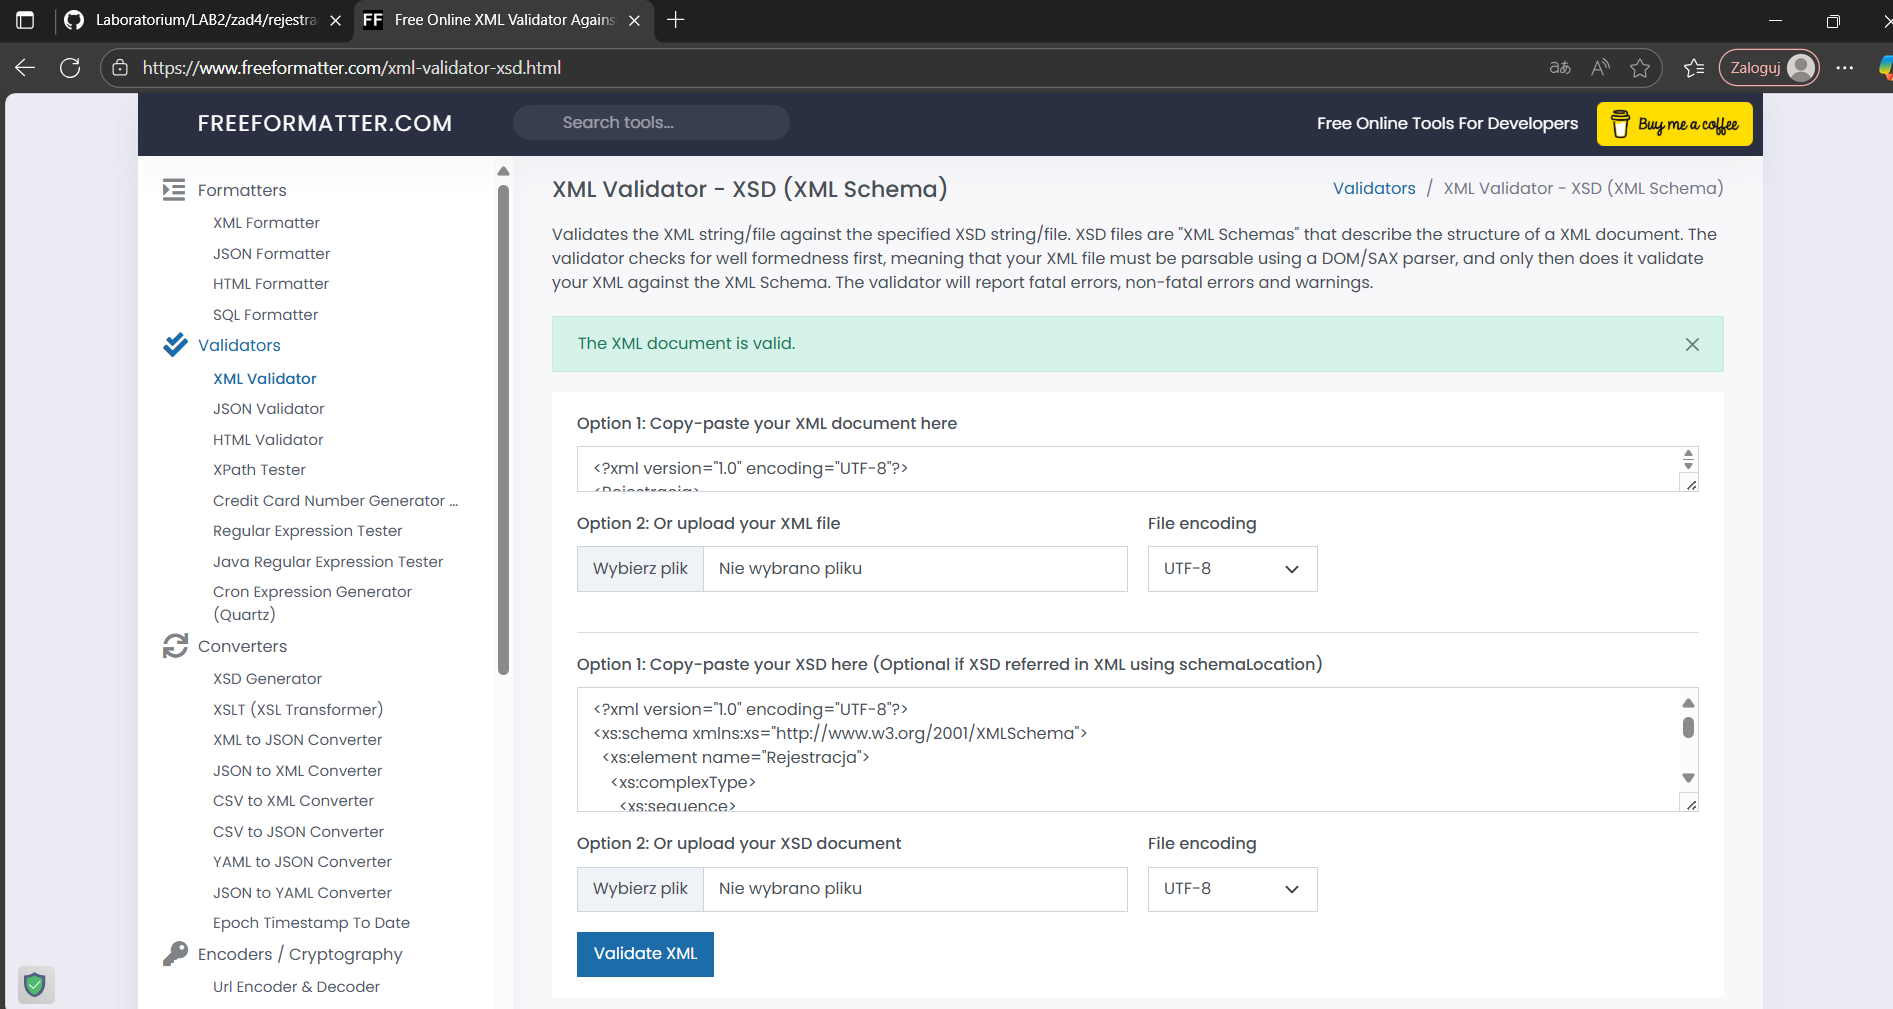 Laboratorium/LAB2/zad4/rejestra
FF Free Online XML Validator Agains
https://www.freeformatter.com/xml-validator-xsd.html
Zaloguj
FREEFORMATTER.COM
Search tools...
Free Online Tools For Developers
Buy me a coffee
Formatters
XML Formatter
JSON Formatter
HTML Formatter
SQL Formatter
Validators
XML Validator
JSON Validator
HTML Validator
XPath Tester
Credit Card Number Generator ...
Regular Expression Tester
Java Regular Expression Tester
Cron Expression Generator
(Quartz)
Converters
XSD Generator
XSLT (XSL Transformer)
XML to JSON Converter
JSON to XML Converter
CSV to XML Converter
CSV to JSON Converter
YAML to JSON Converter
JSON to YAML Converter
Epoch Timestamp To Date
Encoders / Cryptography
Url Encoder & Decoder
XML Validator - XSD (XML Schema)
Validators / XML Validator - XSD (XML Schema)
Validates the XML string/file against the specified XSD string/file. XSD files are "XML Schemas" that describe the structure of a XML document. The
validator checks for well formedness first, meaning that your XML file must be parsable using a DOM/SAX parser, and only then does it validate
your XML against the XML Schema. The validator will report fatal errors, non-fatal errors and warnings.
The XML document is valid.
Option 1: Copy-paste your XML document here
<?xml version="1.0" encoding="UTF-8"?>
<Rejestracja>
Option 2: Or upload your XML file
File encoding
Wybierz plik Nie wybrano pliku
UTF-8
Option 1: Copy-paste your XSD here (Optional if XSD referred in XML using schemaLocation)
<?xml version="1.0" encoding="UTF-8"?>
<xs:schema xmlns:xs="http://www.w3.org/2001/XMLSchema">
<xs:element name="Rejestracja">
<xs:complexType>
<xs:sequence>
Option 2: Or upload your XSD document
File encoding
Wybierz plik Nie wybrano pliku
UTF-8
Validate XML